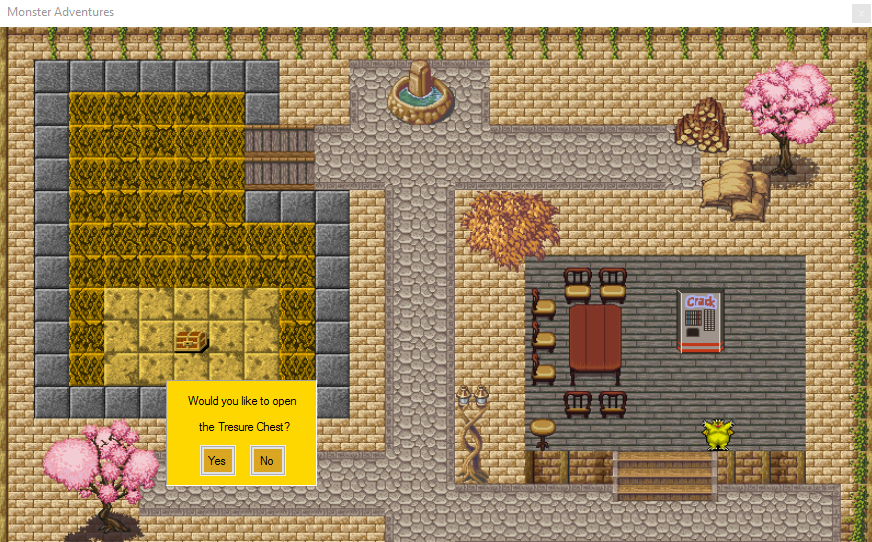 Monster Adventures
Crack
Would you like to open
the Tresure Chest?
Yes
No